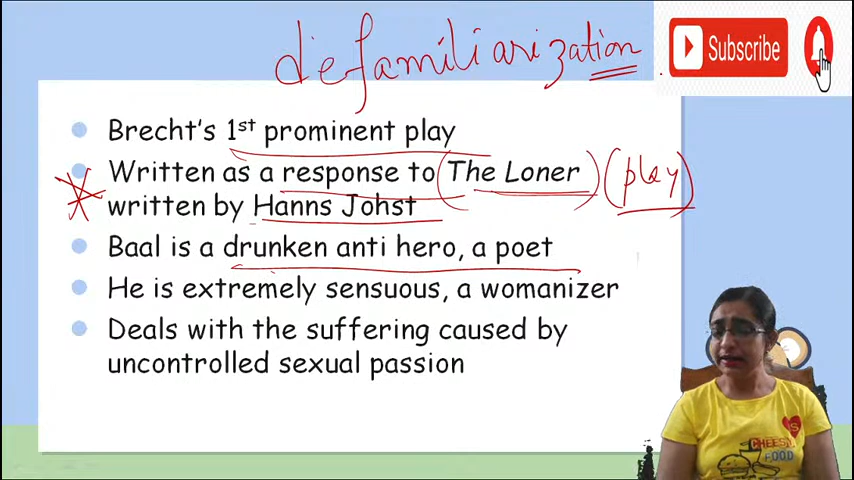 defamiliarization
Subscribe
Brecht's 1st prominent play
Written as a response to The Loner (play)
written by Hanns Johst
Baal is a drunken anti hero, a poet
He is extremely sensuous, a womanizer
Deals with the suffering caused by
uncontrolled sexual passion
IS
CHEESY
FOOD